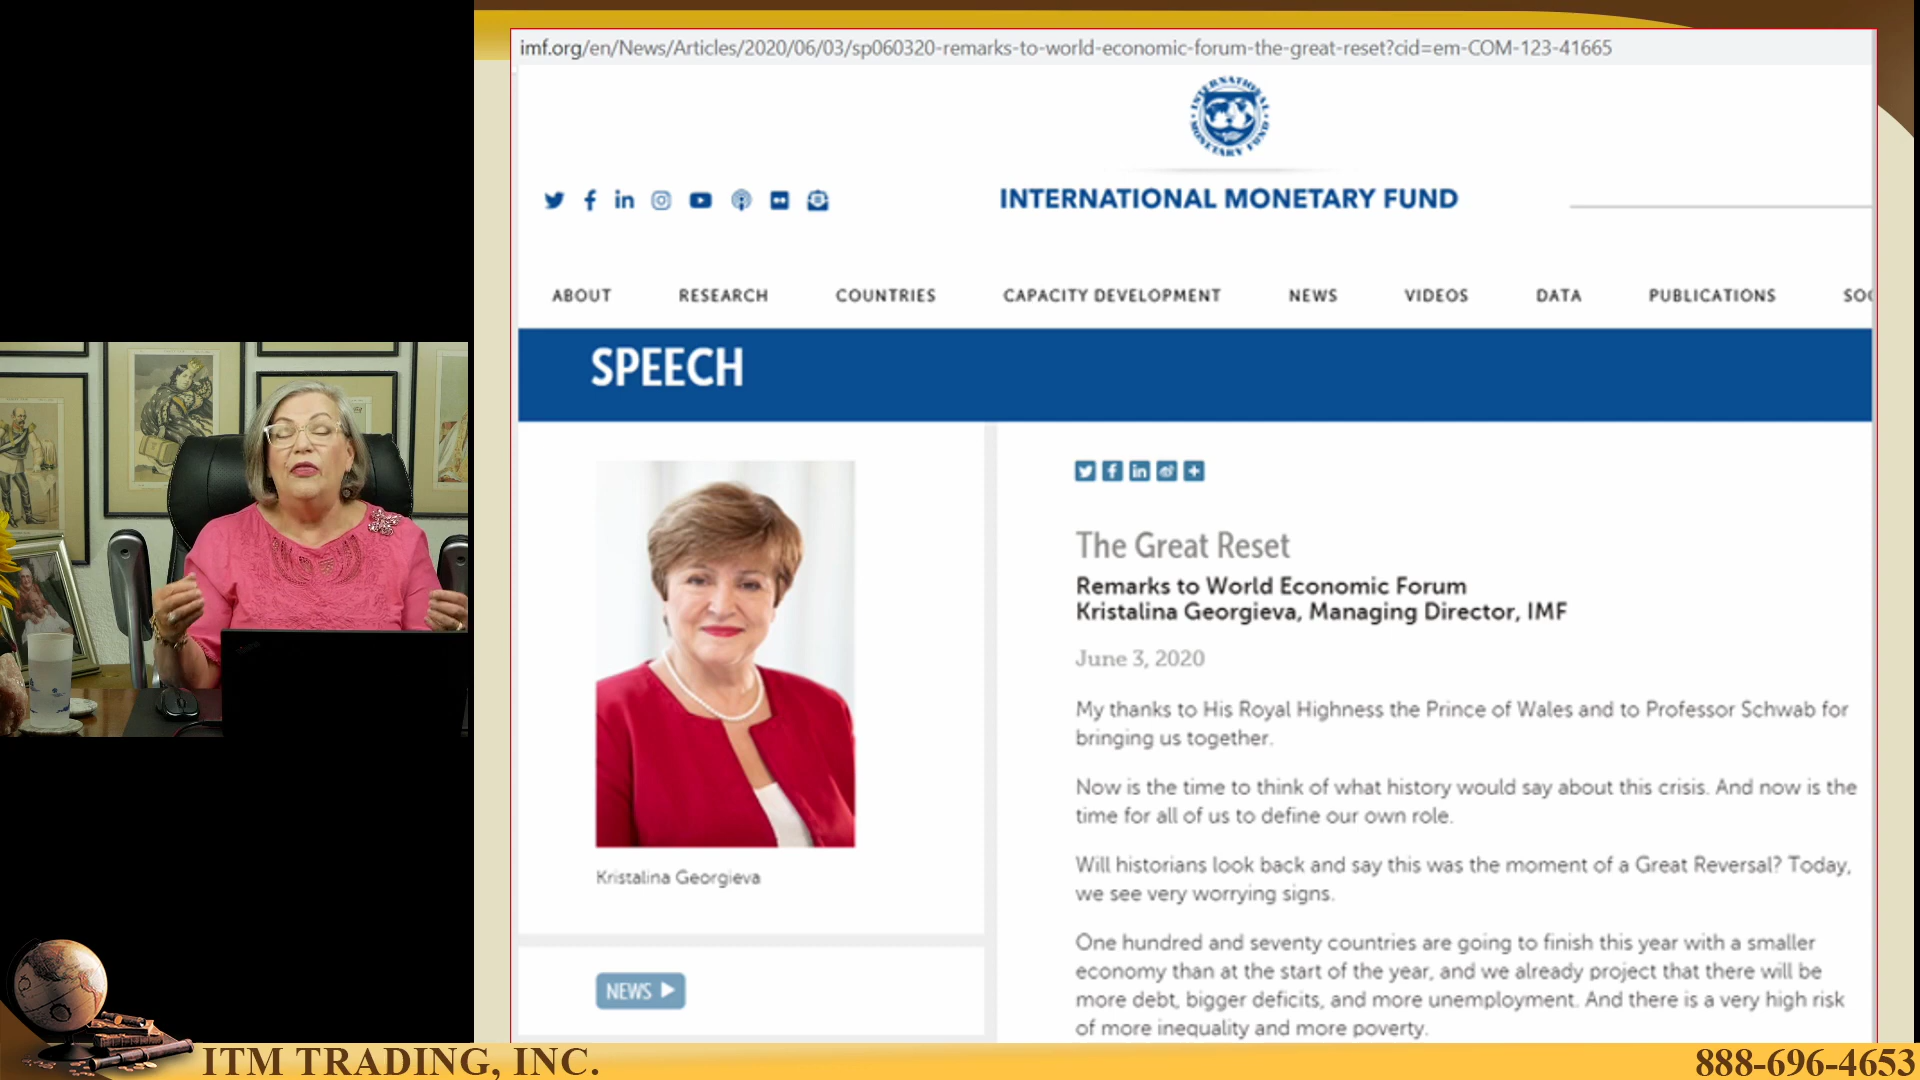 imf.org/en/News/Articles/2020/06/03/sp060320-remarks-to-world-economic-forum-the-great-reset?cid=em-COM-123-41665
INTERNATIONAL MONETARY FUND
INTERNATIONAL MONETARY FUND
ABOUT RESEARCH COUNTRIES CAPACITY DEVELOPMENT NEWS VIDEOS DATA PUBLICATIONS
SPEECH
The Great Reset
Remarks to World Economic Forum
Kristalina Georgieva, Managing Director, IMF
June 3, 2020
My thanks to His Royal Highness the Prince of Wales and to Professor Schwab for
bringing us together.
Now is the time to think of what history would say about this crisis. And now is the
time for all of us to define our own role.
Will historians look back and say this was the moment of a Great Reversal? Today,
we see very worrying signs.
One hundred and seventy countries are going to finish this year with a smaller
economy than at the start of the year, and we already project that there will be
more debt, bigger deficits, and more unemployment. And there is a very high risk
of more inequality and more poverty.
Kristalina Georgieva
NEWS
ITM TRADING, INC.
888-696-4653